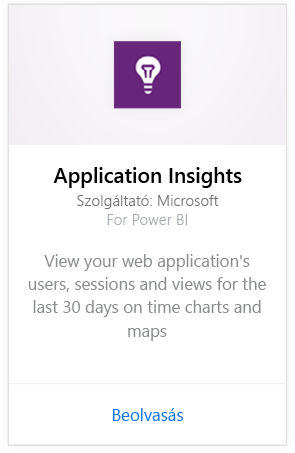 Application Insights
Szolgáltató: Microsoft
For Power BI
View your web application's
users, sessions and views for the
last 30 days on time charts and
maps
Beolvasás